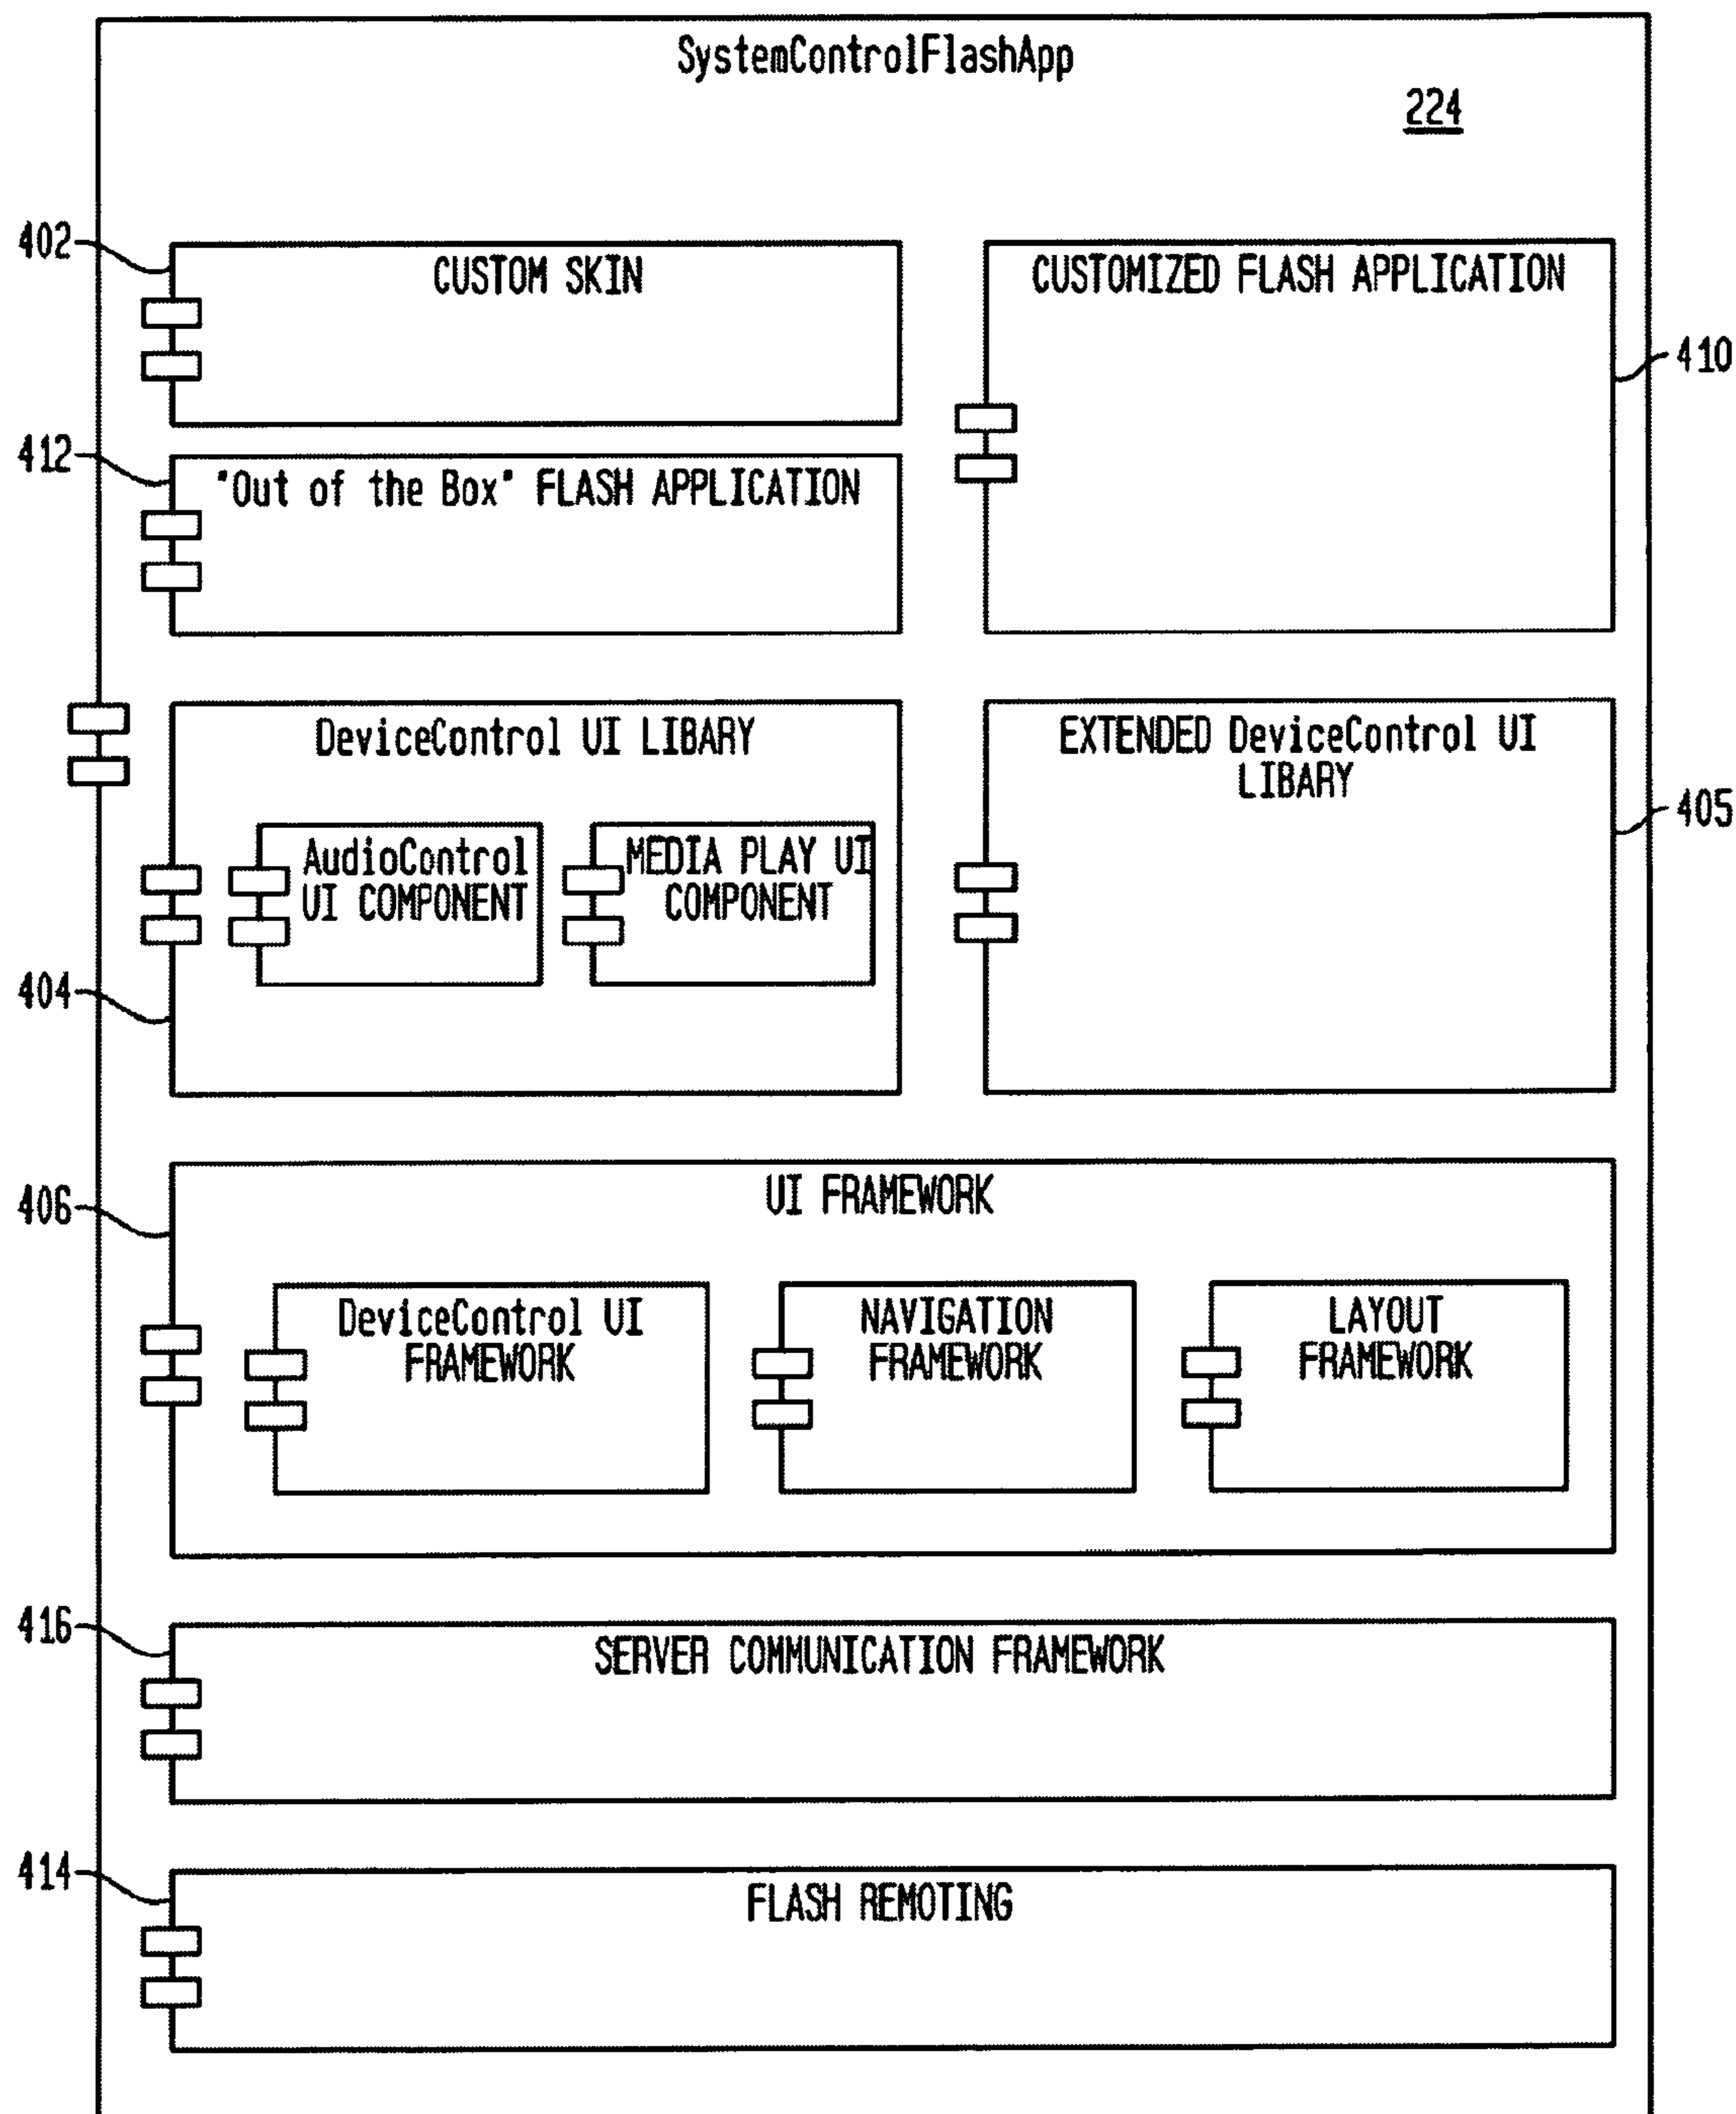 SystemControlFlashApp
224
402
CUSTOM SKIN
CUSTOMIZED FLASH APPLICATION
410
412
"Out of the Box" FLASH APPLICATION
DeviceControl UI LIBARY
EXTENDED DeviceControl UI
LIBARY
405
AudioControl
UI COMPONENT
MEDIA PLAY UI
COMPONENT
404
406
UI FRAMEWORK
DeviceControl UI
FRAMEWORK
NAVIGATION
FRAMEWORK
LAYOUT
FRAMEWORK
416
SERVER COMMUNICATION FRAMEWORK
414
FLASH REMOTING